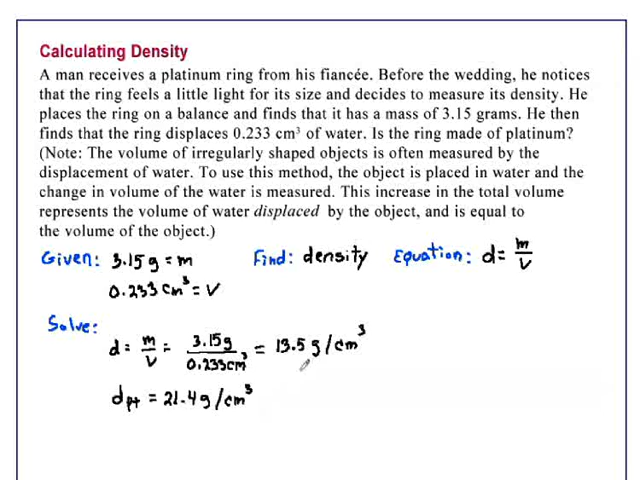 Calculating Density
A man receives a platinum ring from his fiancée. Before the wedding, he notices
that the ring feels a little light for its size and decides to measure its density. He
places the ring on a balance and finds that it has a mass of 3.15 grams. He then
finds that the ring displaces 0.233 cm³ of water. Is the ring made of platinum?
(Note: The volume of irregularly shaped objects is often measured by the
displacement of water. To use this method, the object is placed in water and the
change in volume of the water is measured. This increase in the total volume
represents the volume of water displaced by the object, and is equal to
the volume of the object.)
Given: 3.15 g = m Find: density Equation: d = m/V
0.233 cm³ = V
Solve:
d = m/V = 3.15g/0.233cm³ = 13.5 g/cm³
dPt = 21.4 g/cm³